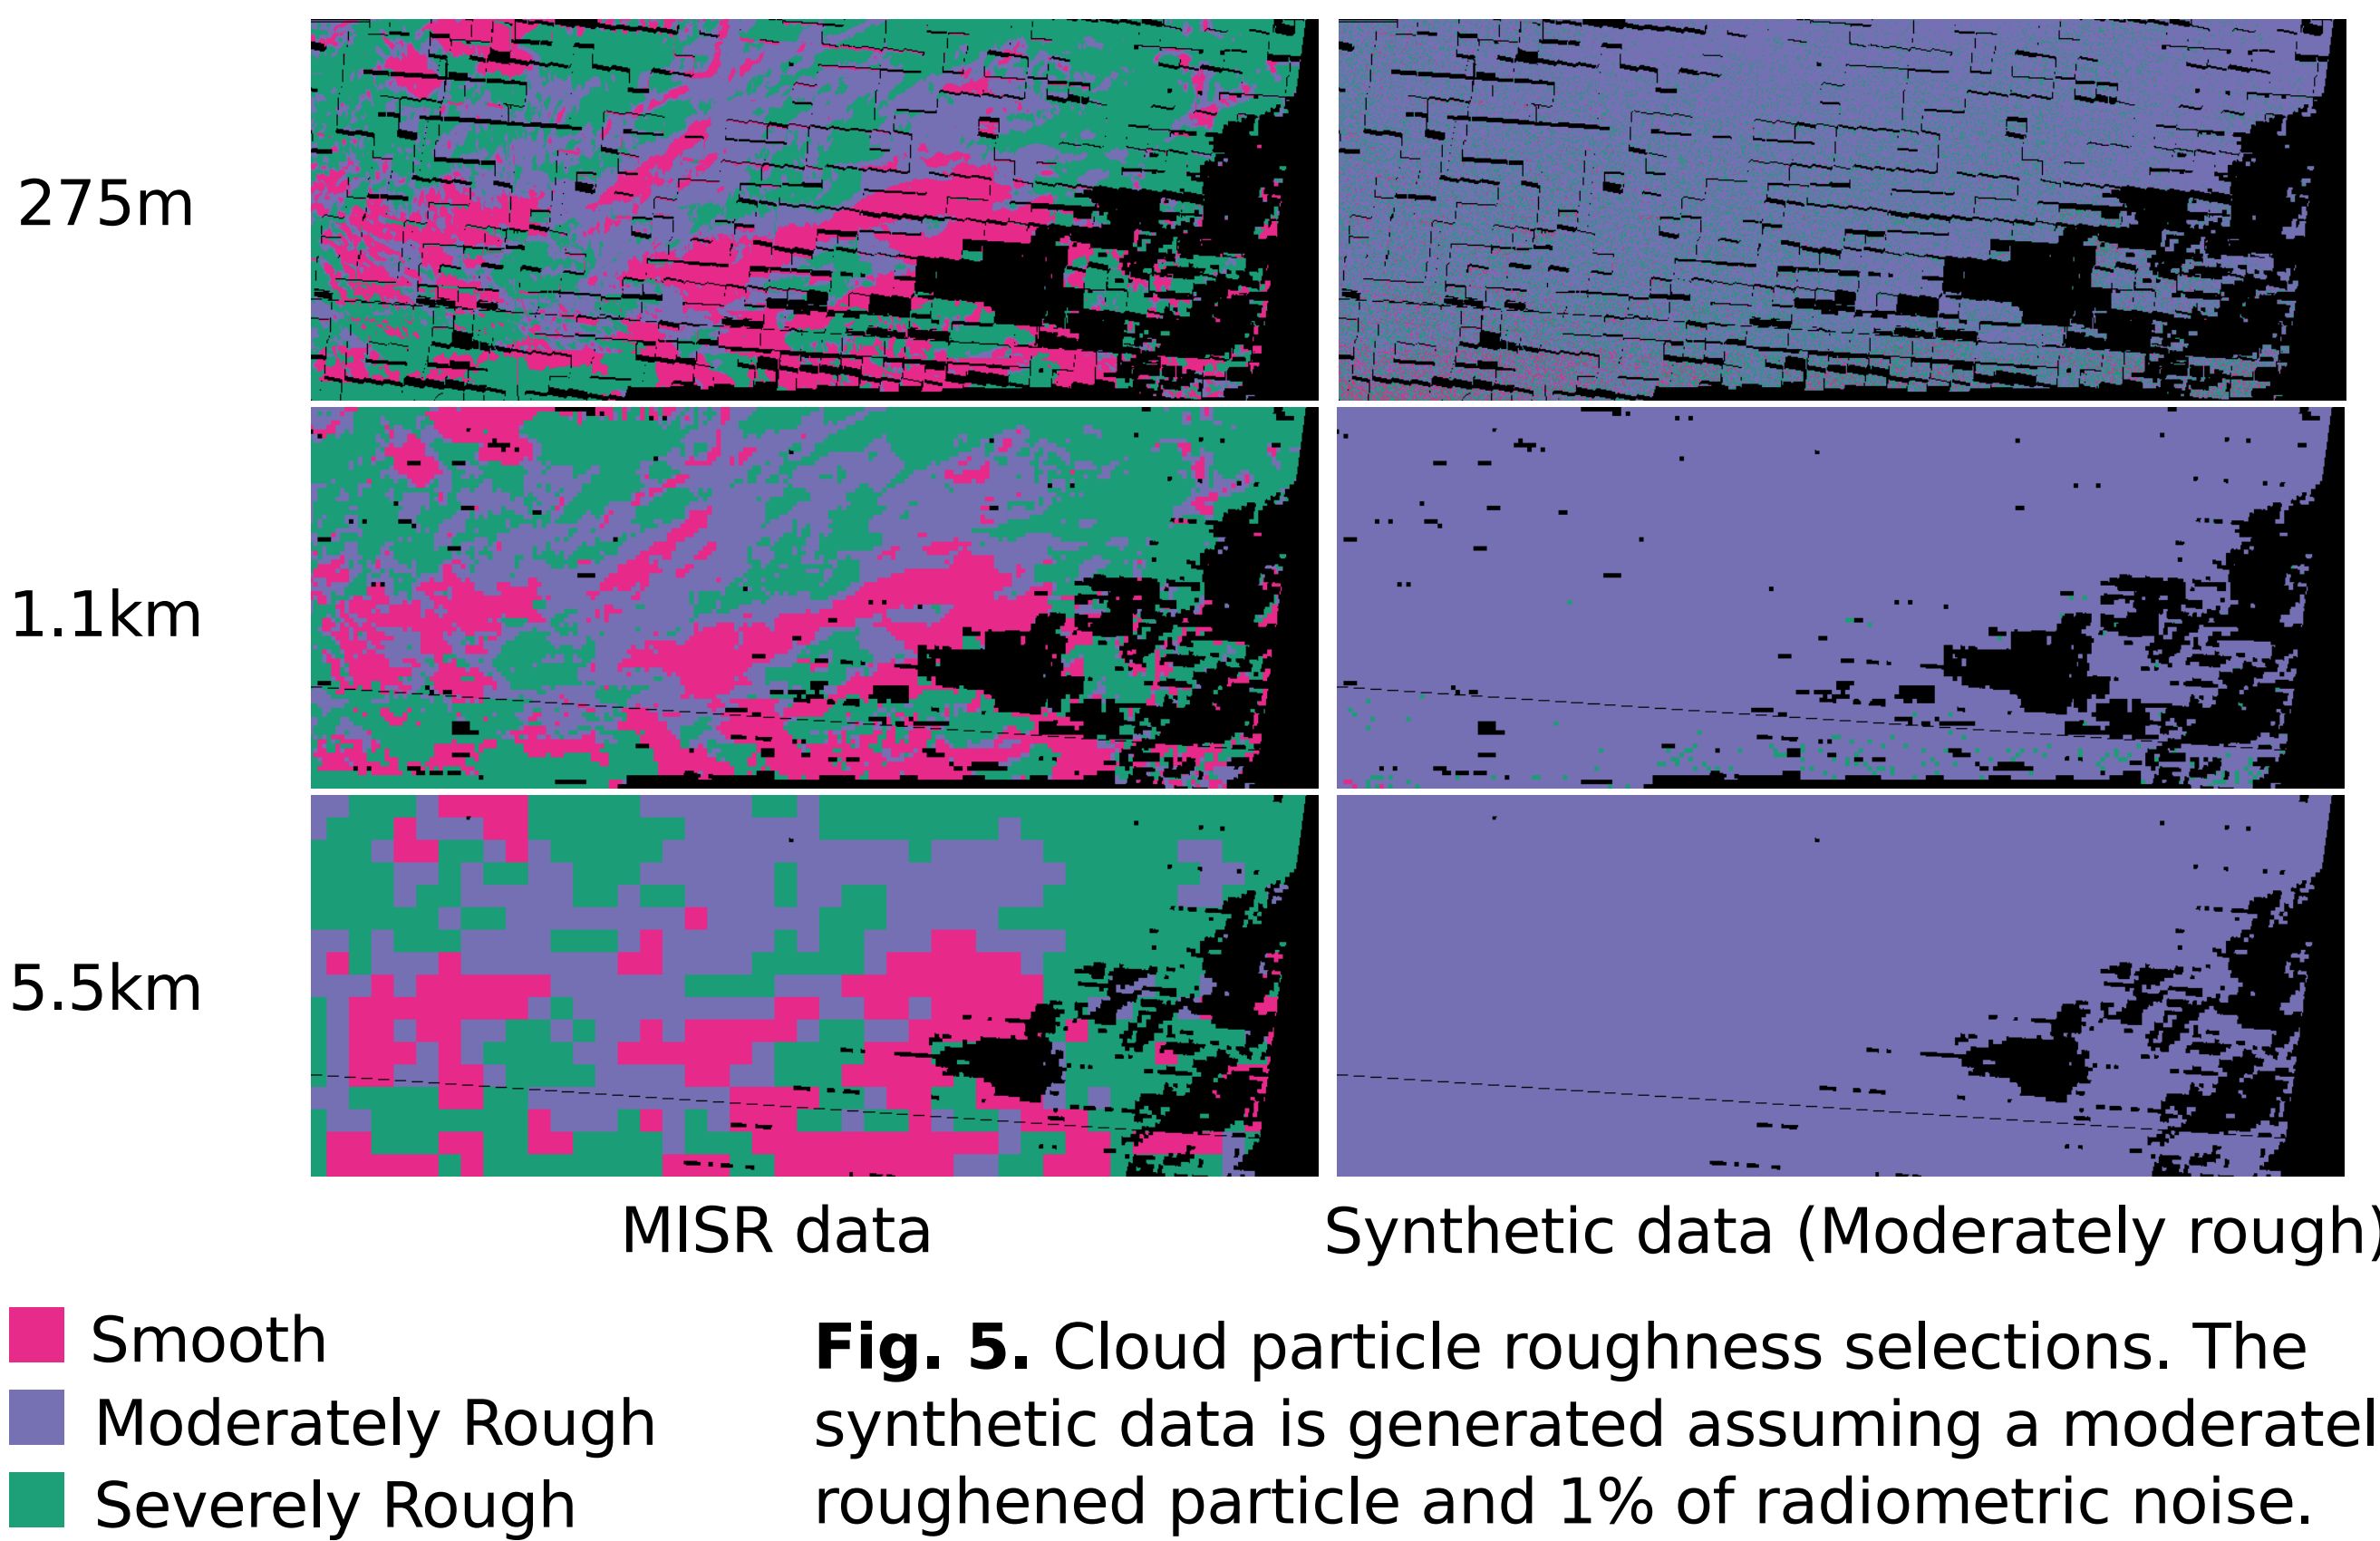 275m
1.1km
5.5km
MISR data
Synthetic data (Moderately rough)
Smooth
Moderately Rough
Severely Rough
Fig. 5. Cloud particle roughness selections. The
synthetic data is generated assuming a moderatel
roughened particle and 1% of radiometric noise.